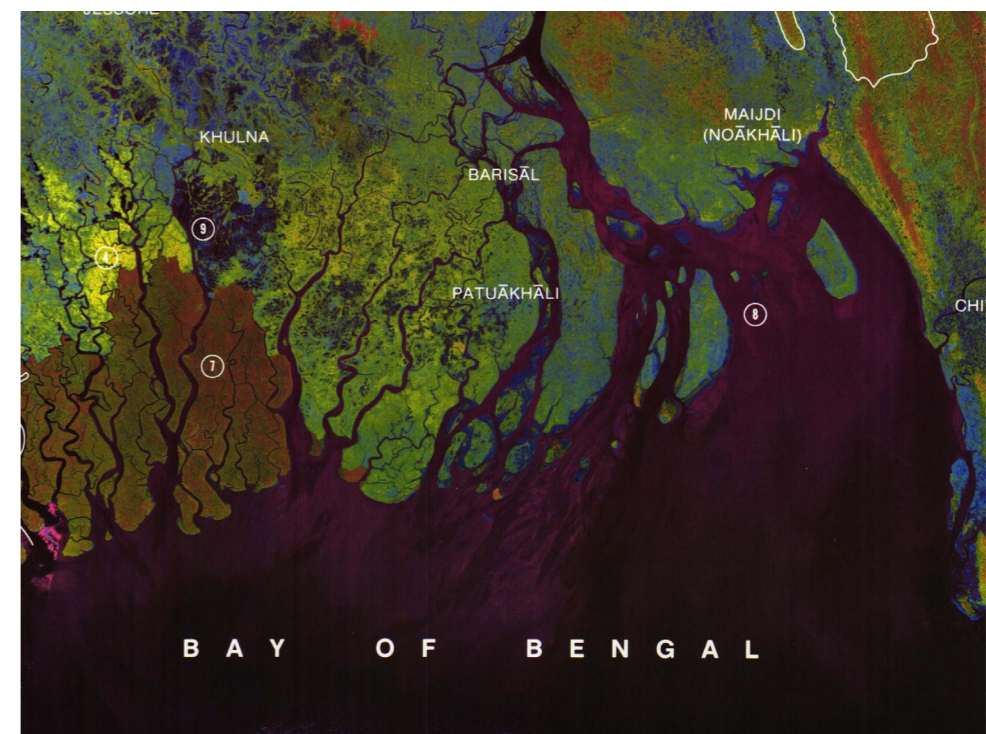 KHULNA
MAIJDI
(NOĀKHĀLI)
BARISĀL
9
4
PATUĀKHĀLI
8
CHI
7
BAY OF BENGAL